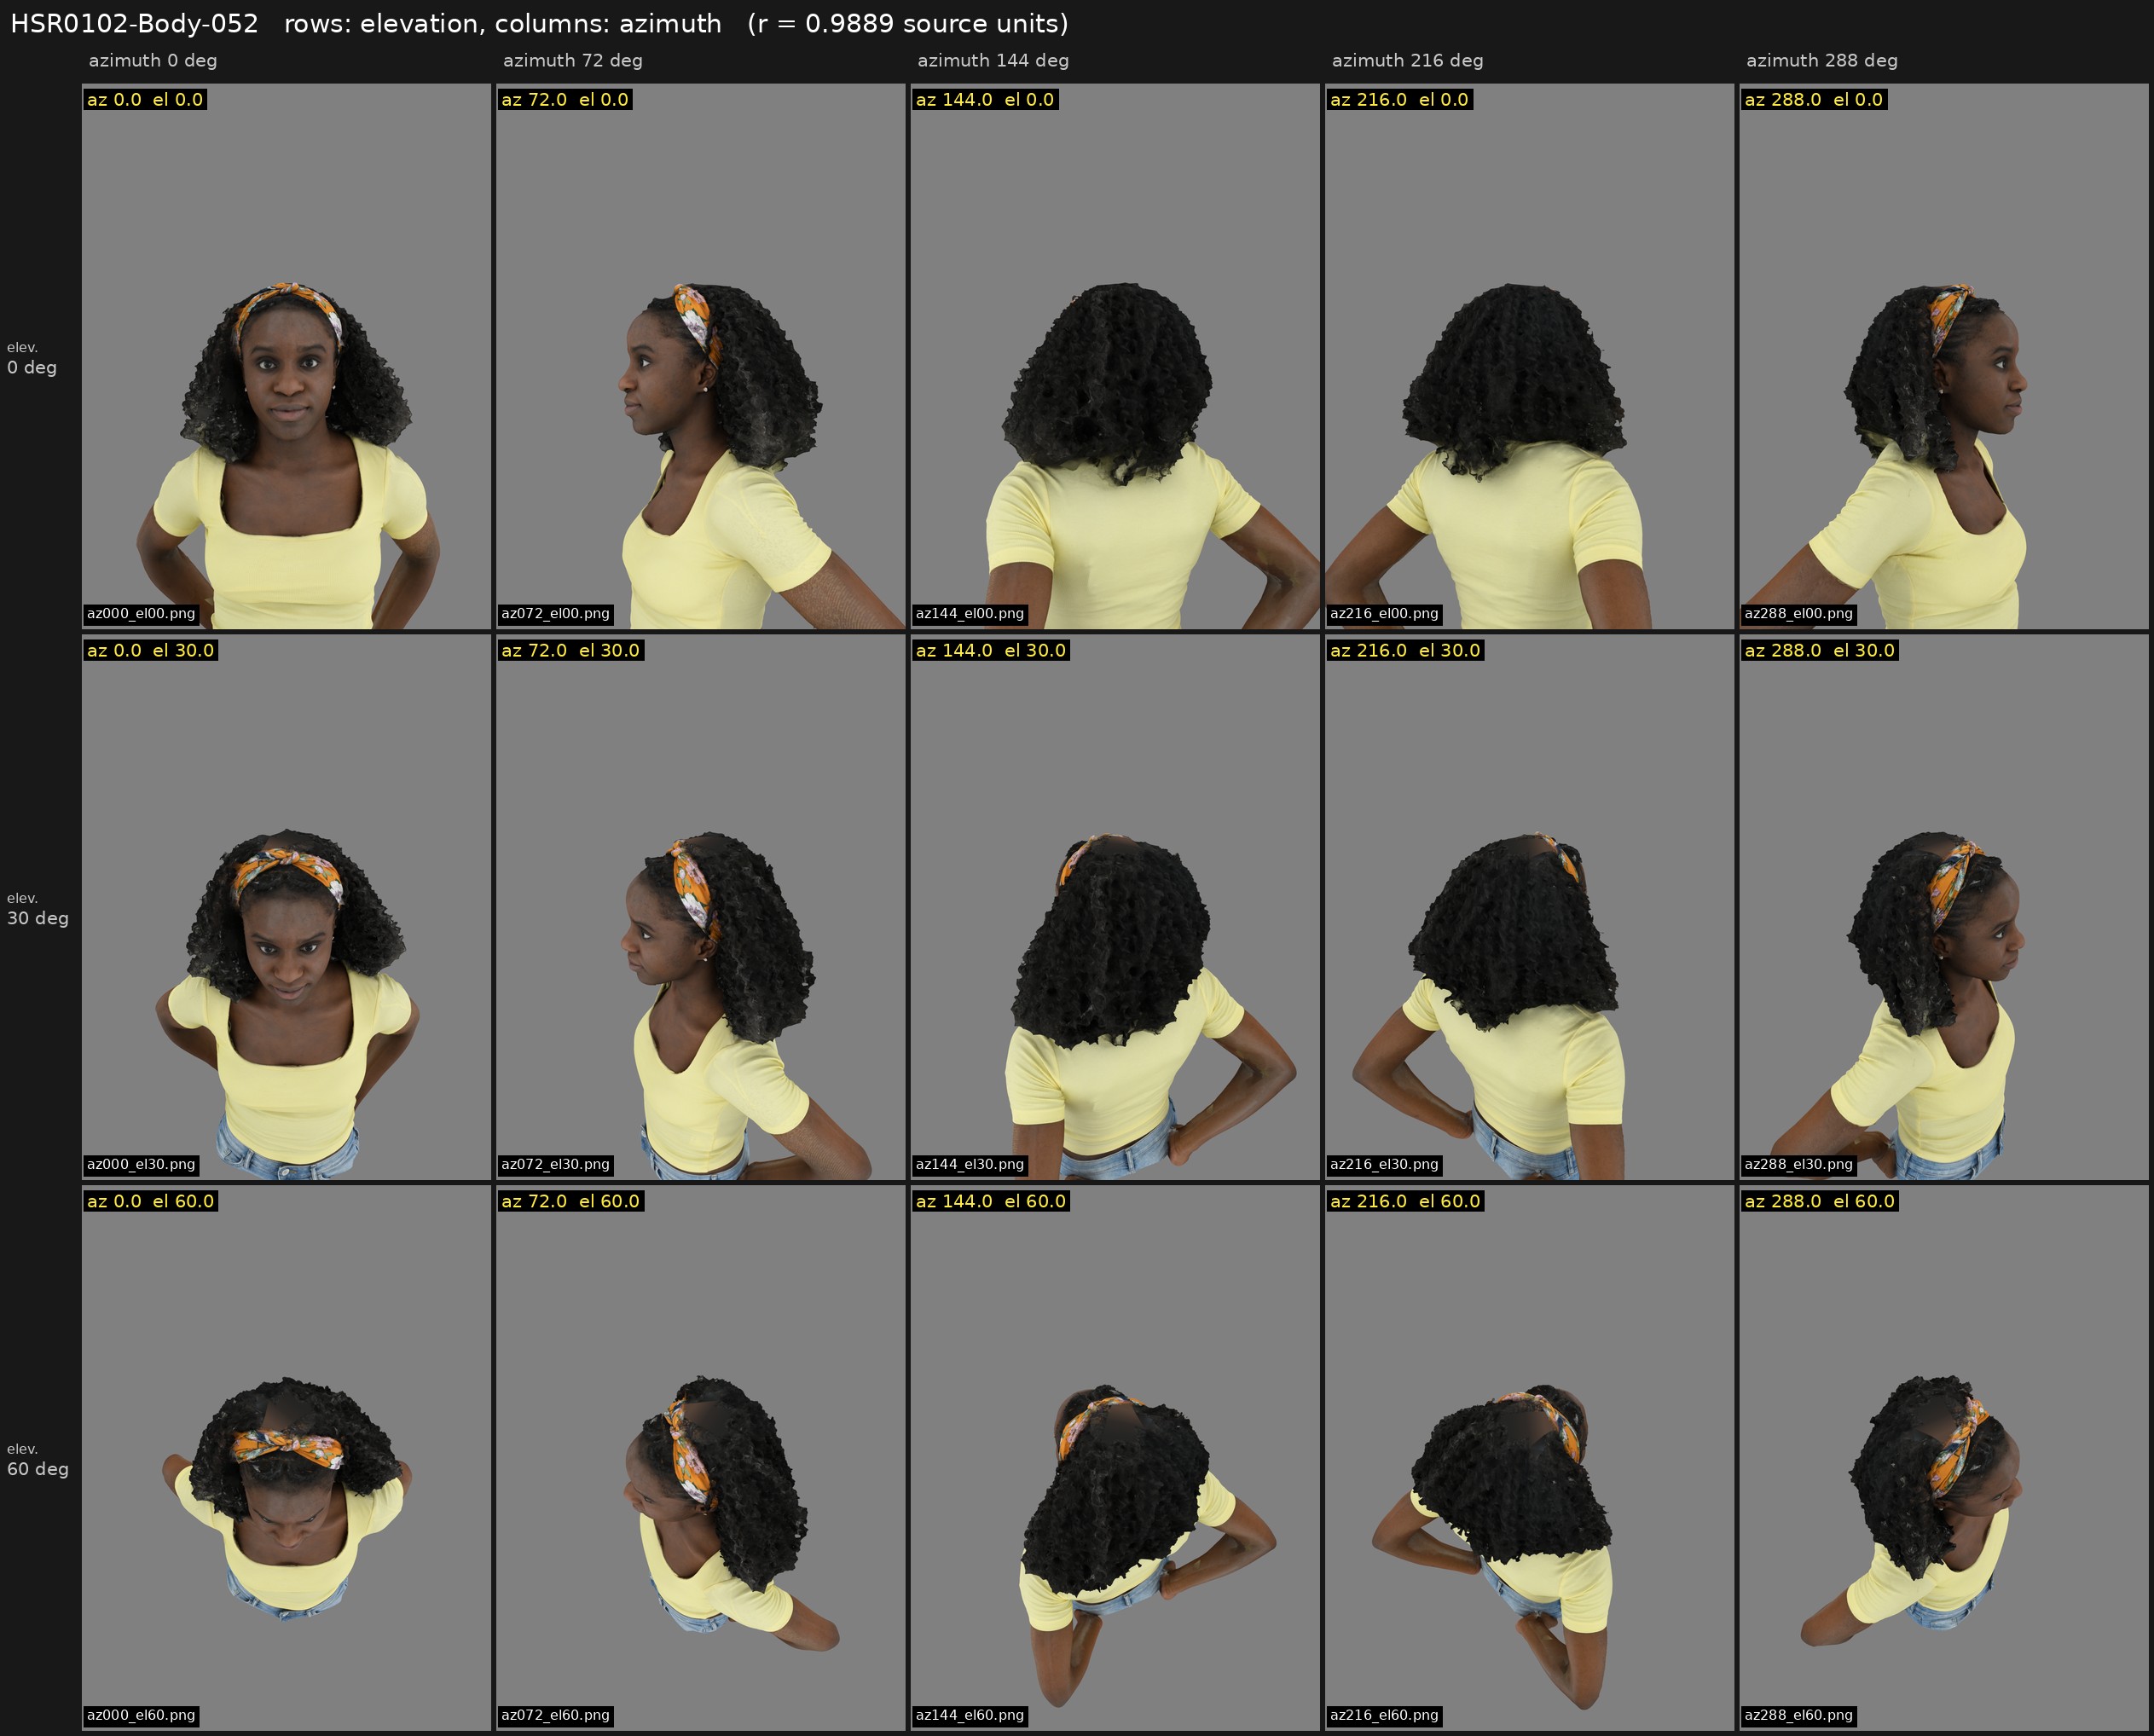 HSR0102-Body-052   rows: elevation, columns: azimuth   (r = 0.9889 source units)
azimuth 0 deg
azimuth 72 deg
azimuth 144 deg
azimuth 216 deg
azimuth 288 deg
az 0.0  el 0.0
az 72.0  el 0.0
az 144.0  el 0.0
az 216.0  el 0.0
az 288.0  el 0.0
elev.
0 deg
az000_el00.png
az072_el00.png
az144_el00.png
az216_el00.png
az288_el00.png
az 0.0  el 30.0
az 72.0  el 30.0
az 144.0  el 30.0
az 216.0  el 30.0
az 288.0  el 30.0
elev.
30 deg
az000_el30.png
az072_el30.png
az144_el30.png
az216_el30.png
az288_el30.png
az 0.0  el 60.0
az 72.0  el 60.0
az 144.0  el 60.0
az 216.0  el 60.0
az 288.0  el 60.0
elev.
60 deg
az000_el60.png
az072_el60.png
az144_el60.png
az216_el60.png
az288_el60.png